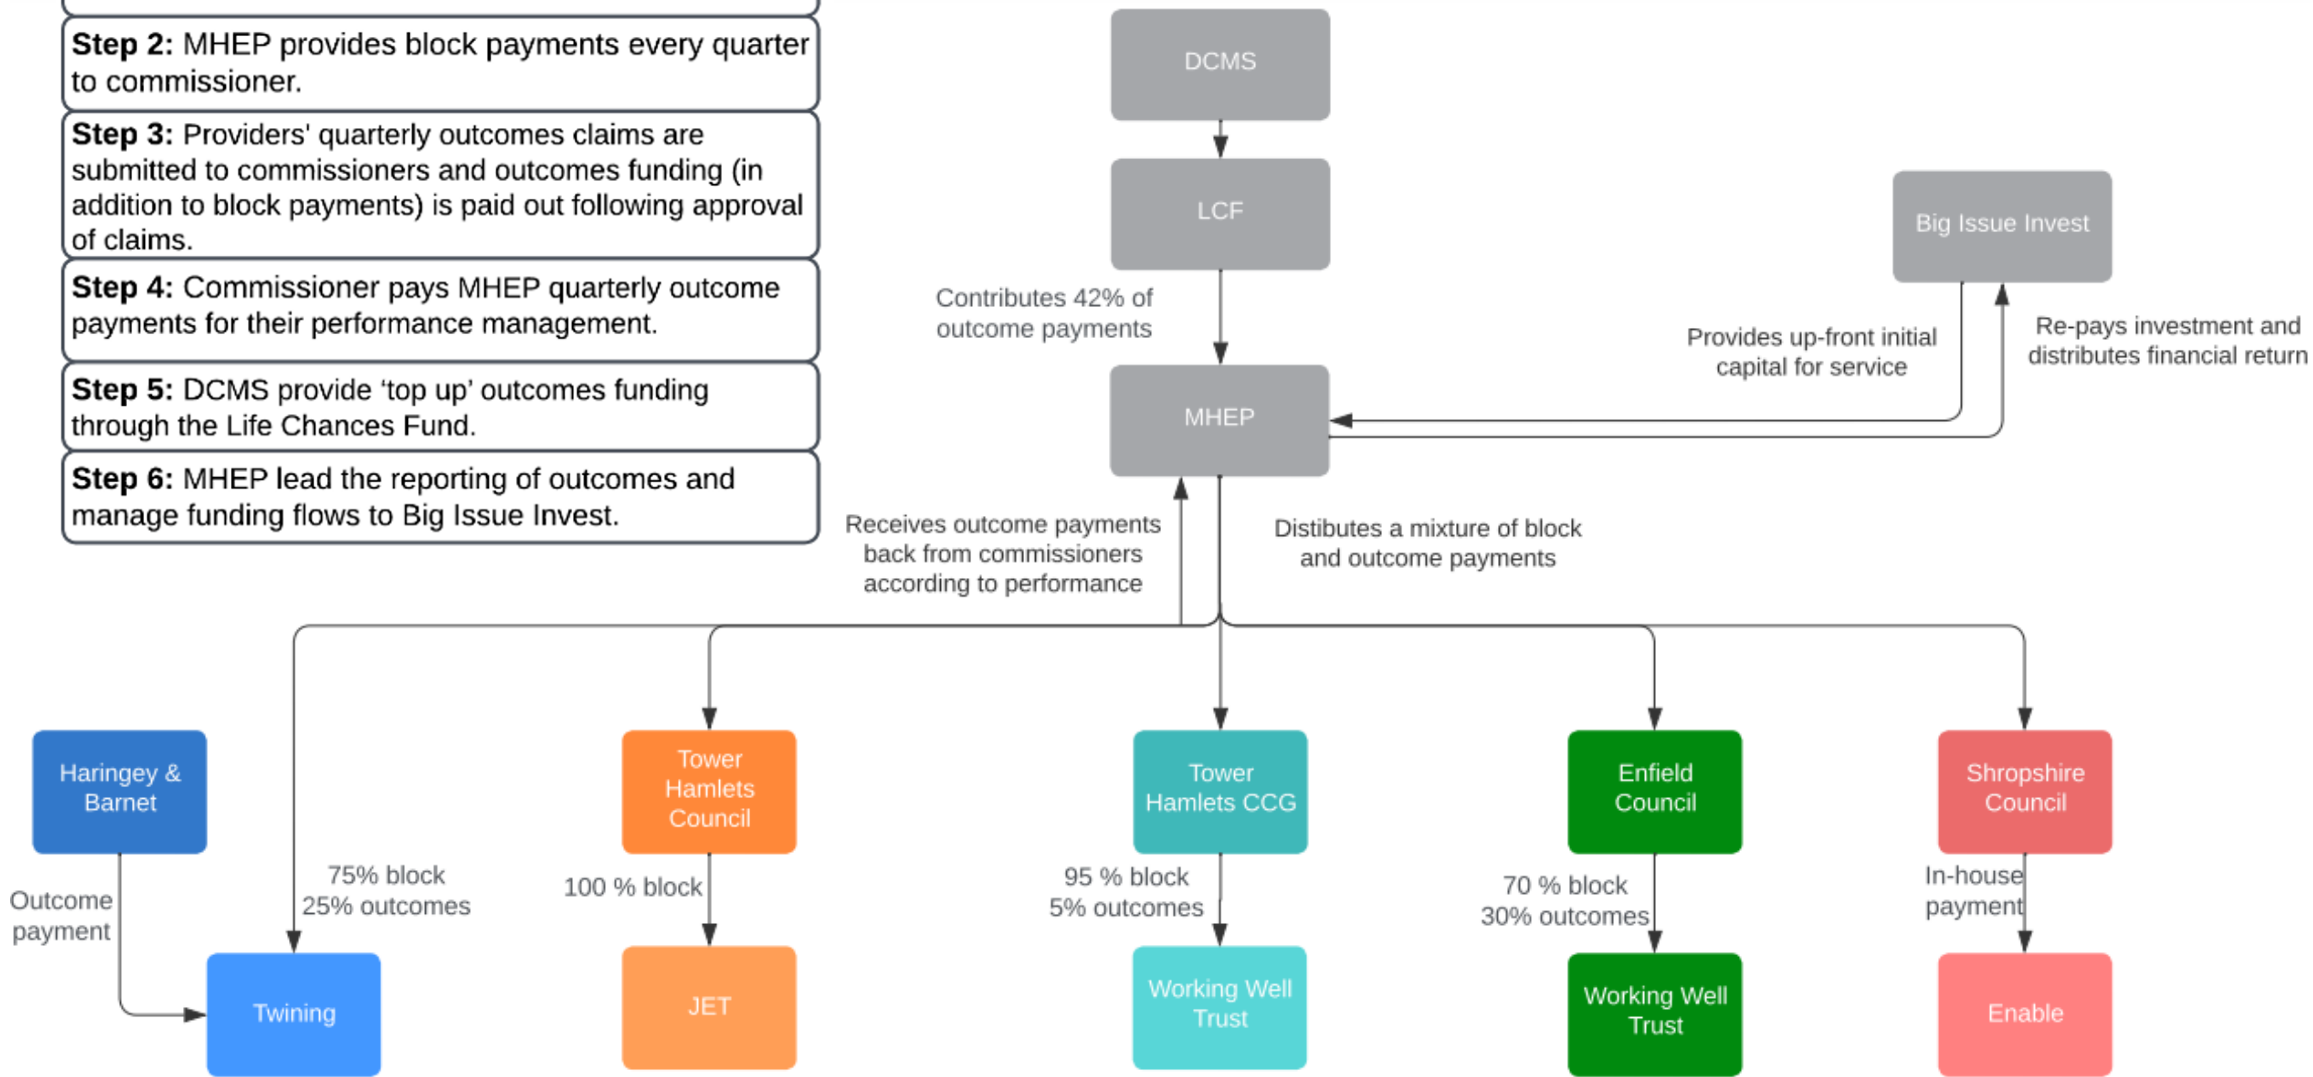 Step 2: MHEP provides block payments every quarter
to commissioner.
Step 3: Providers' quarterly outcomes claims are
submitted to commissioners and outcomes funding (in
addition to block payments) is paid out following approval
of claims.
Step 4: Commissioner pays MHEP quarterly outcome
payments for their performance management.
Step 5: DCMS provide ‘top up’ outcomes funding
through the Life Chances Fund.
Step 6: MHEP lead the reporting of outcomes and
manage funding flows to Big Issue Invest.
DCMS
LCF
Big Issue Invest
Contributes 42% of
outcome payments
Provides up-front initial
capital for service
Re-pays investment and
distributes financial return
MHEP
Receives outcome payments
back from commissioners
according to performance
Distibutes a mixture of block
and outcome payments
Haringey &
Barnet
Tower
Hamlets
Council
Tower
Hamlets CCG
Enfield
Council
Shropshire
Council
Outcome
payment
75% block
25% outcomes
100 % block
95 % block
5% outcomes
70 % block
30% outcomes
In-house
payment
Twining
JET
Working Well
Trust
Working Well
Trust
Enable